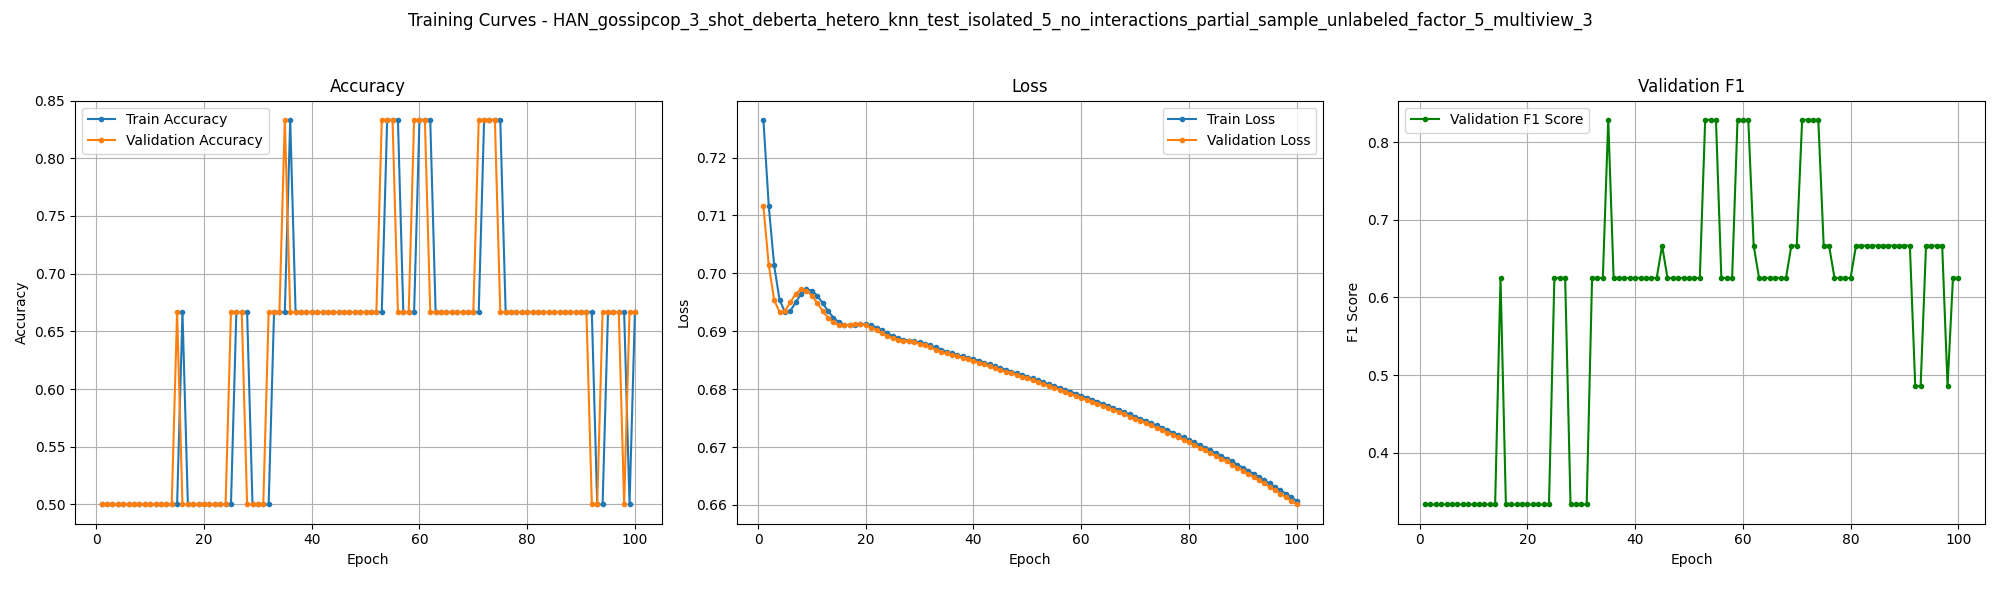 Training Curves - HAN_gossipcop_3_shot_deberta_hetero_knn_test_isolated_5_no_interactions_partial_sample_unlabeled_factor_5_multiview_3
Accuracy
Train Accuracy
Validation Accuracy
Accuracy
0.85
0.80
0.75
0.70
0.65
0.60
0.55
0.50
0 20 40 60 80 100
Epoch
Loss
Train Loss
Validation Loss
Loss
0.72
0.71
0.70
0.69
0.68
0.67
0.66
0 20 40 60 80 100
Epoch
Validation F1
Validation F1 Score
F1 Score
0.8
0.7
0.6
0.5
0.4
0 20 40 60 80 100
Epoch